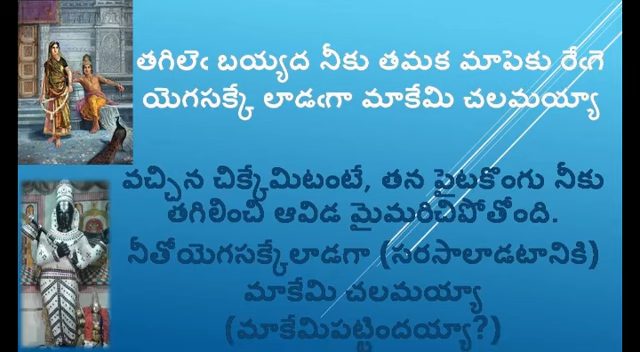 తగిలెఁ బయ్యద నీకు తమక మాపెకు రేఁగె
యెగసక్కే లాడఁగా మాకేమి చలమయ్యా
వచ్చిన చిక్కేమిటంటే, తన పైటకొంగు నీకు
తగిలించి ఆవిడ మైమరిచిపోతోంది.
నీతోయెగసక్కేలాడగా (సరసాలాడటానికి)
మాకేమి చలమయ్యా
(మాకేమిపట్టిందయ్యా?)